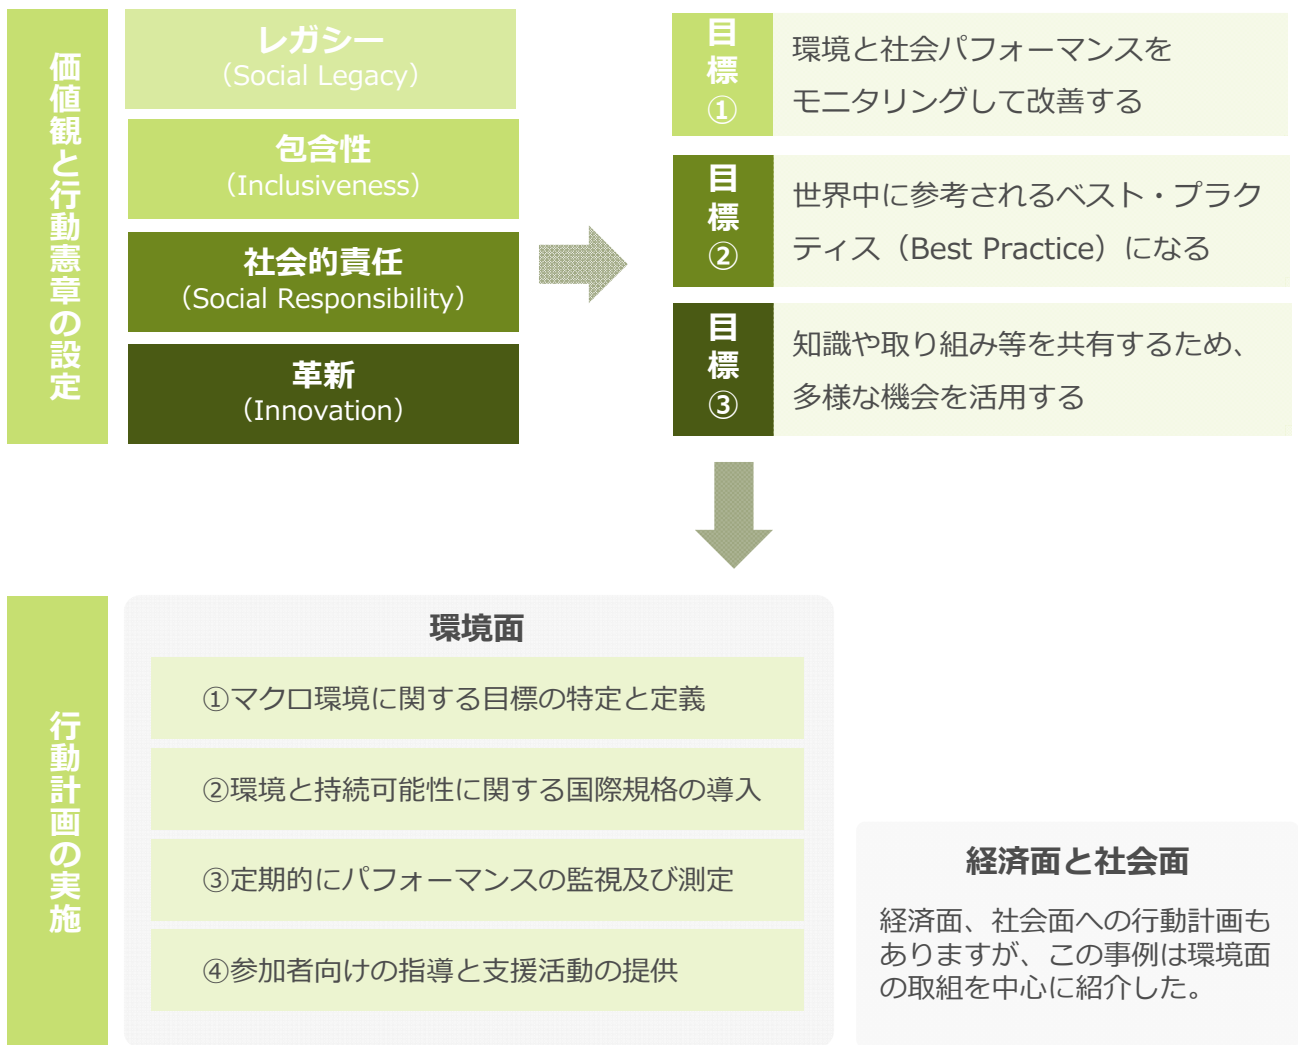 価値観と行動憲章の設定
レガシー
（Social Legacy）
包含性
（Inclusiveness）
社会的責任
（Social Responsibility）
革新
（Innovation）
目標①
環境と社会パフォーマンスを
モニタリングして改善する
目標②
世界中に参考されるベスト・プラク
ティス（Best Practice）になる
目標③
知識や取り組み等を共有するため、
多様な機会を活用する
行動計画の実施
環境面
①マクロ環境に関する目標の特定と定義
②環境と持続可能性に関する国際規格の導入
③定期的にパフォーマンスの監視及び測定
④参加者向けの指導と支援活動の提供
経済面と社会面
経済面、社会面への行動計画も
ありますが、この事例は環境面
の取組を中心に紹介した。